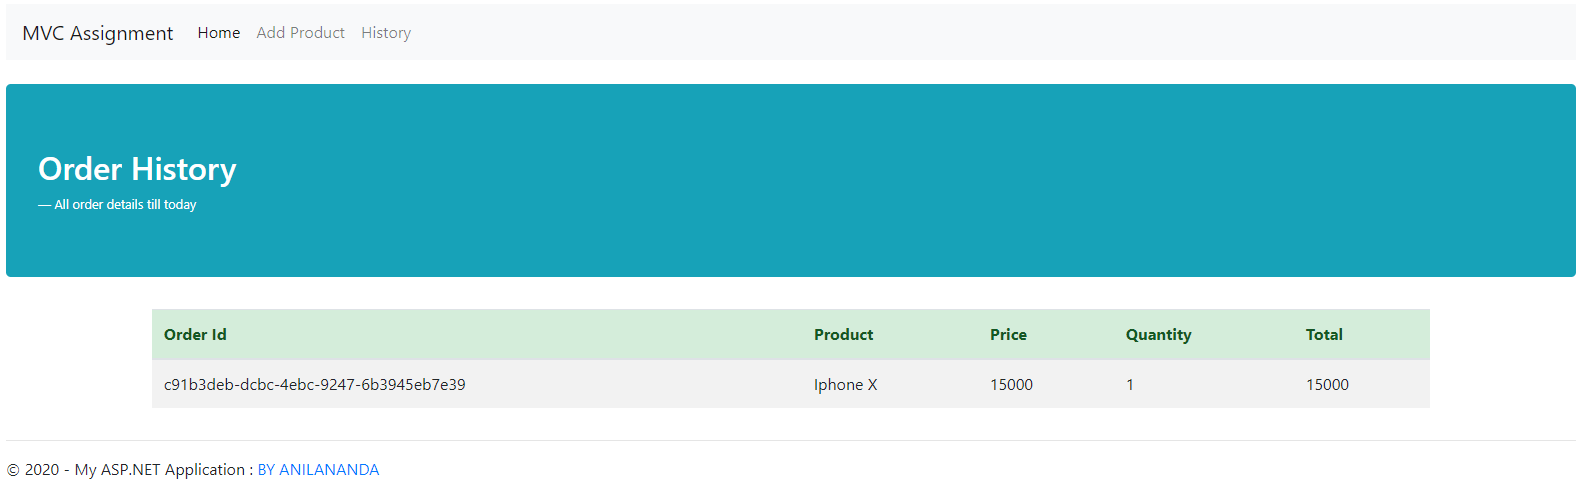 MVC Assignment Home Add Product History
Order History
— All order details till today
Order Id Product Price Quantity Total
c91b3deb-dcbc-4ebc-9247-6b3945eb7e39 Iphone X 15000 1 15000
© 2020 - My ASP.NET Application : BY ANILANANDA